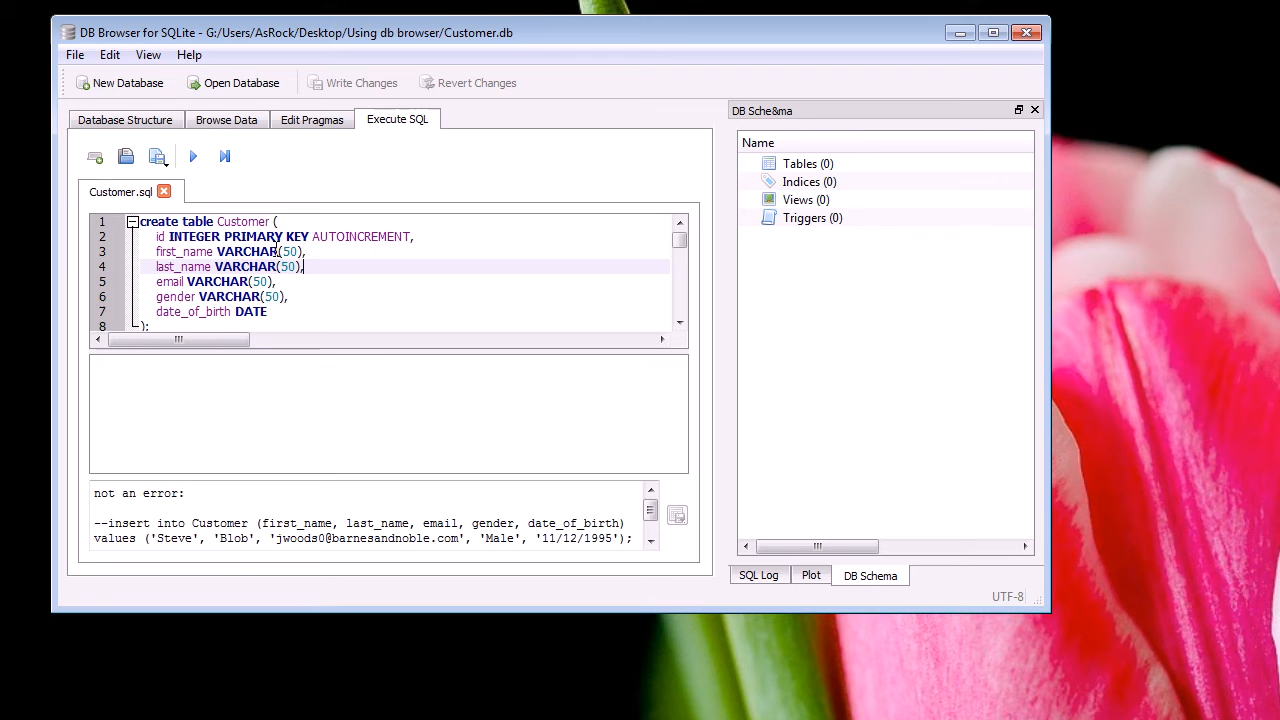 DB Browser for SQLite - G:/Users/AsRock/Desktop/Using db browser/Customer.db
File Edit View Help
New Database Open Database Write Changes Revert Changes
Database Structure Browse Data Edit Pragmas Execute SQL
DB Sche&ma
Customer.sql
1 create table Customer (
2 id INTEGER PRIMARY KEY AUTOINCREMENT,
3 first_name VARCHAR(50),
4 last_name VARCHAR(50),
5 email VARCHAR(50),
6 gender VARCHAR(50),
7 date_of_birth DATE
8 );
not an error:
--insert into Customer (first_name, last_name, email, gender, date_of_birth)
values ('Steve', 'Blob', 'jwoods0@barnesandnoble.com', 'Male', '11/12/1995');
Name
Tables (0)
Indices (0)
Views (0)
Triggers (0)
SQL Log Plot DB Schema
UTF-8